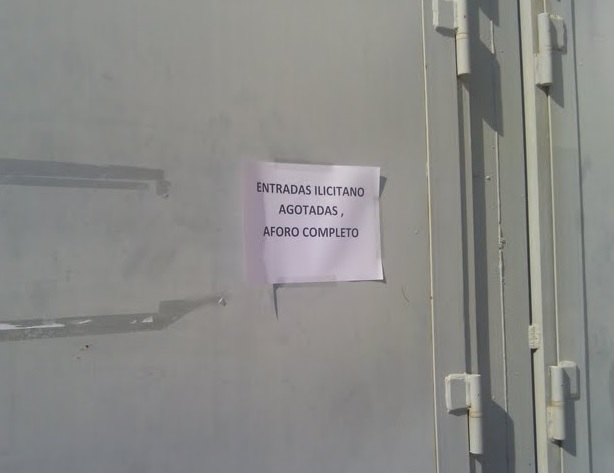 ENTRADAS ILICITANO
AGOTADAS ,
AFORO COMPLETO